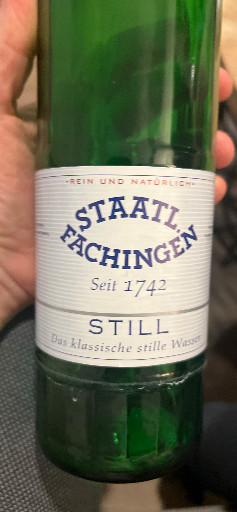 •REIN UND NATÜRLICH•
STAATL.
FACHINGEN
Seit 1742
STILL
Das klassische stille Wasser